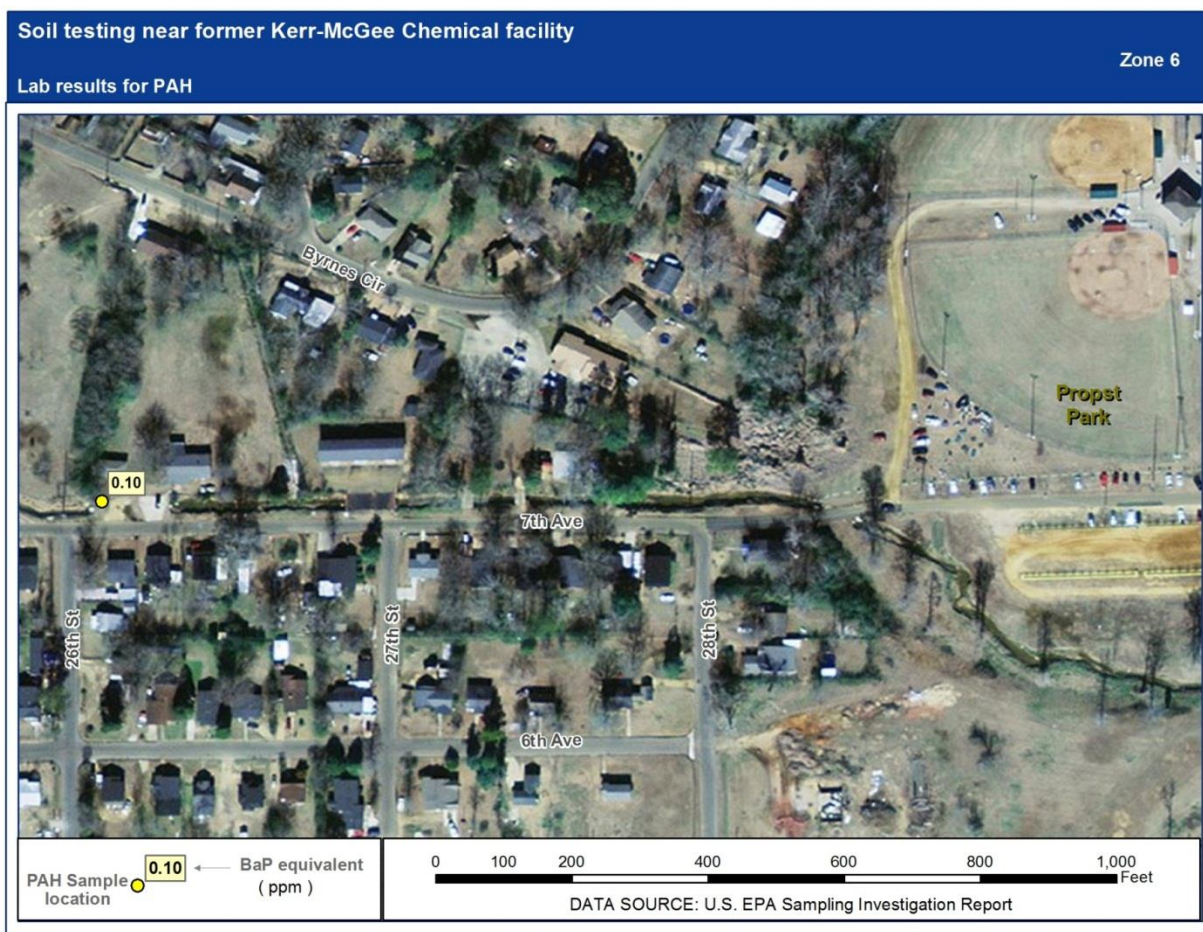 Soil testing near former Kerr-McGee Chemical facility
Zone 6
Lab results for PAH
Byrnes Cir
Propst
Park
0.10
7th Ave
26th St
27th St
28th St
6th Ave
0.10
BaP equivalent
( ppm )
PAH Sample
location
0 100 200 400 600 800 1,000
Feet
DATA SOURCE: U.S. EPA Sampling Investigation Report